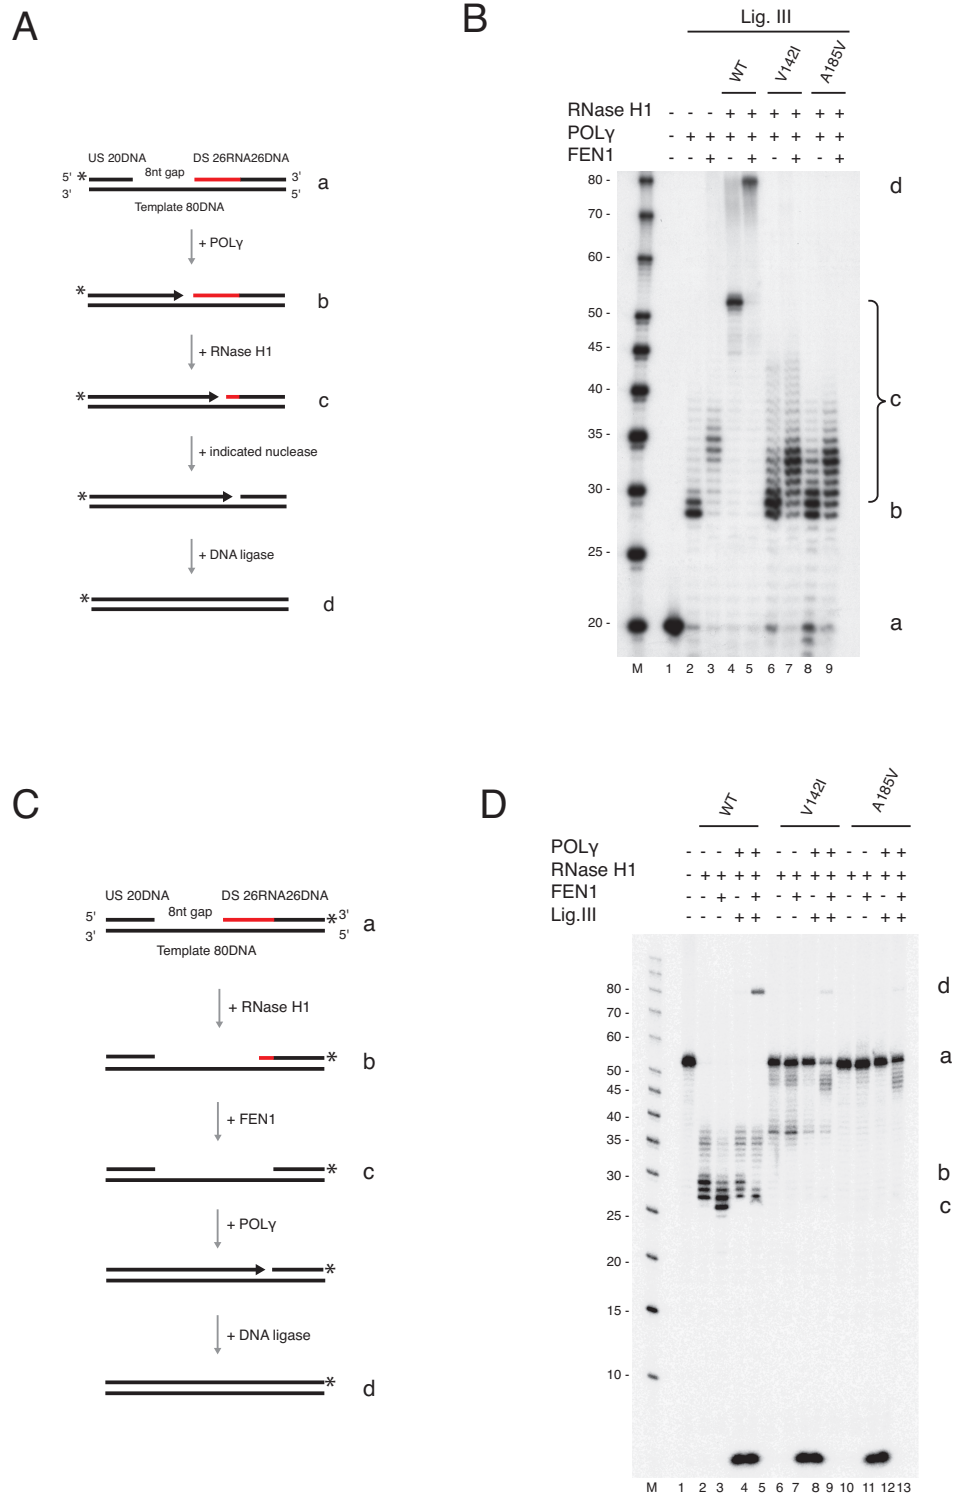 A
US 20DNA DS 26RNA26DNA
8nt gap
5' * 3' a
3' 5'
Template 80DNA
+ POLγ
* b
+ RNase H1
* c
+ indicated nuclease
*
+ DNA ligase
* d
B
Lig. III
WT V142I A185V
RNase H1 - - - + + + + + +
POLγ - + + + + + + + +
FEN1 - - + - + - + - +
80 - d
70 -
60 -
50 -
45 -
40 - c
35 -
30 -
b
25 -
20 - a
M 1 2 3 4 5 6 7 8 9
C
US 20DNA DS 26RNA26DNA
8nt gap
5' * 3' a
3' 5'
Template 80DNA
+ RNase H1
* b
+ FEN1
* c
+ POLγ
*
+ DNA ligase
* d
D
WT V142I A185V
POLγ - - - + + - - + + - - + +
RNase H1 - + + + + + + + + + + + +
FEN1 - - + - + - + - + - + - +
Lig.III - - - + + - - + + - - + +
80 - d
70 -
60 -
a
50 -
45 -
40 -
35 -
30 - b
25 - c
20 -
15 -
10 -
M 1 2 3 4 5 6 7 8 9 10 11 12 13